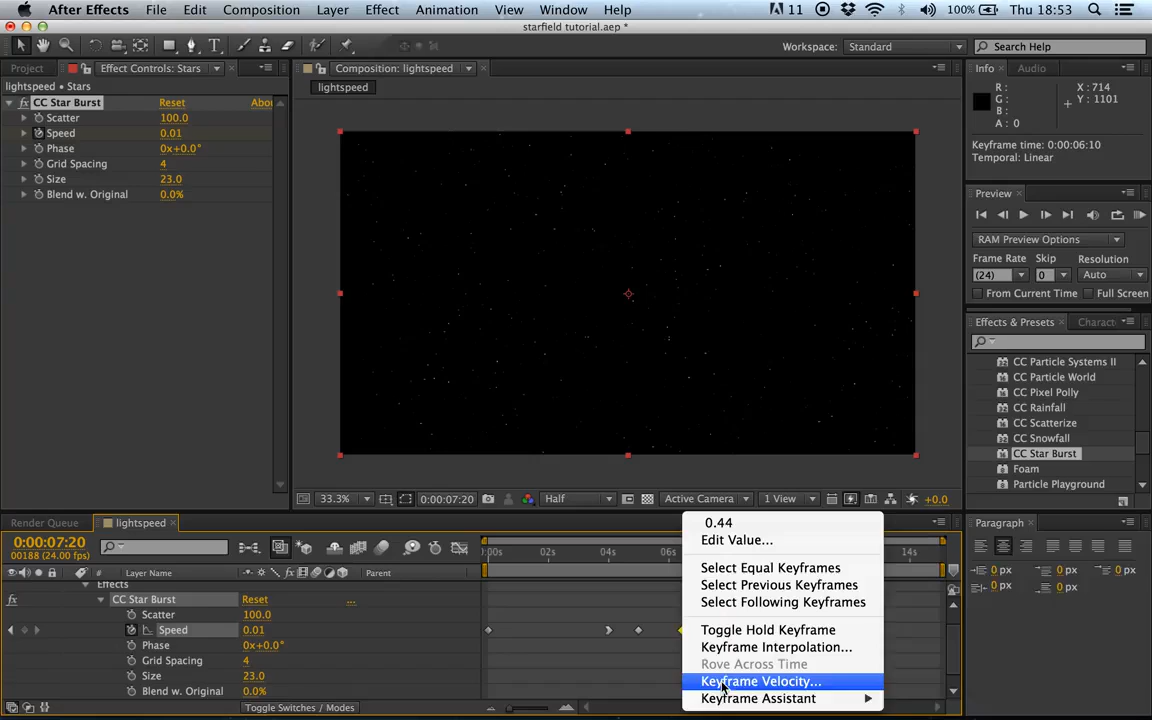 After Effects File Edit Composition Layer Effect Animation View Window Help 11 100% Thu 18:53
starfield tutorial.aep *
Workspace: Standard Search Help
Project Effect Controls: Stars Composition: lightspeed Info Audio
lightspeed • Stars lightspeed
fx CC Star Burst Reset Abou
Scatter 100.0
Speed 0.01
Phase 0x+0.0°
Grid Spacing 4
Size 23.0
Blend w. Original 0.0%
R: X: 714
G: Y: 1101
B:
A: 0
Keyframe time: 0:00:06:10
Temporal: Linear
Preview
RAM Preview Options
Frame Rate Skip Resolution
(24) 0 Auto
From Current Time Full Screen
Effects & Presets Charact
CC Particle Systems II
CC Particle World
CC Pixel Polly
CC Rainfall
CC Scatterize
CC Snowfall
CC Star Burst
Foam
Particle Playground
33.3% 0:00:07:20 Half Active Camera 1 View +0.0
Render Queue lightspeed Paragraph
0:00:07:20
00188 (24.00 fps)
:00s 02s 04s 06s 14s
# Layer Name Parent
Effects
fx CC Star Burst Reset ...
Scatter 100.0
Speed 0.01
Phase 0x+0.0°
Grid Spacing 4
Size 23.0
Blend w. Original 0.0%
Toggle Switches / Modes
0.44
Edit Value...
Select Equal Keyframes
Select Previous Keyframes
Select Following Keyframes
Toggle Hold Keyframe
Keyframe Interpolation...
Rove Across Time
Keyframe Velocity...
Keyframe Assistant
0 px 0 px 0 px
0 px 0 px